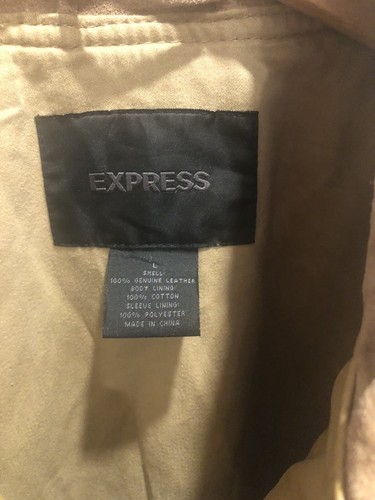 EXPRESS
L
SHELL:
100% GENUINE LEATHER
BODY LINING:
100% COTTON
SLEEVE LINING:
100% POLYESTER
MADE IN CHINA